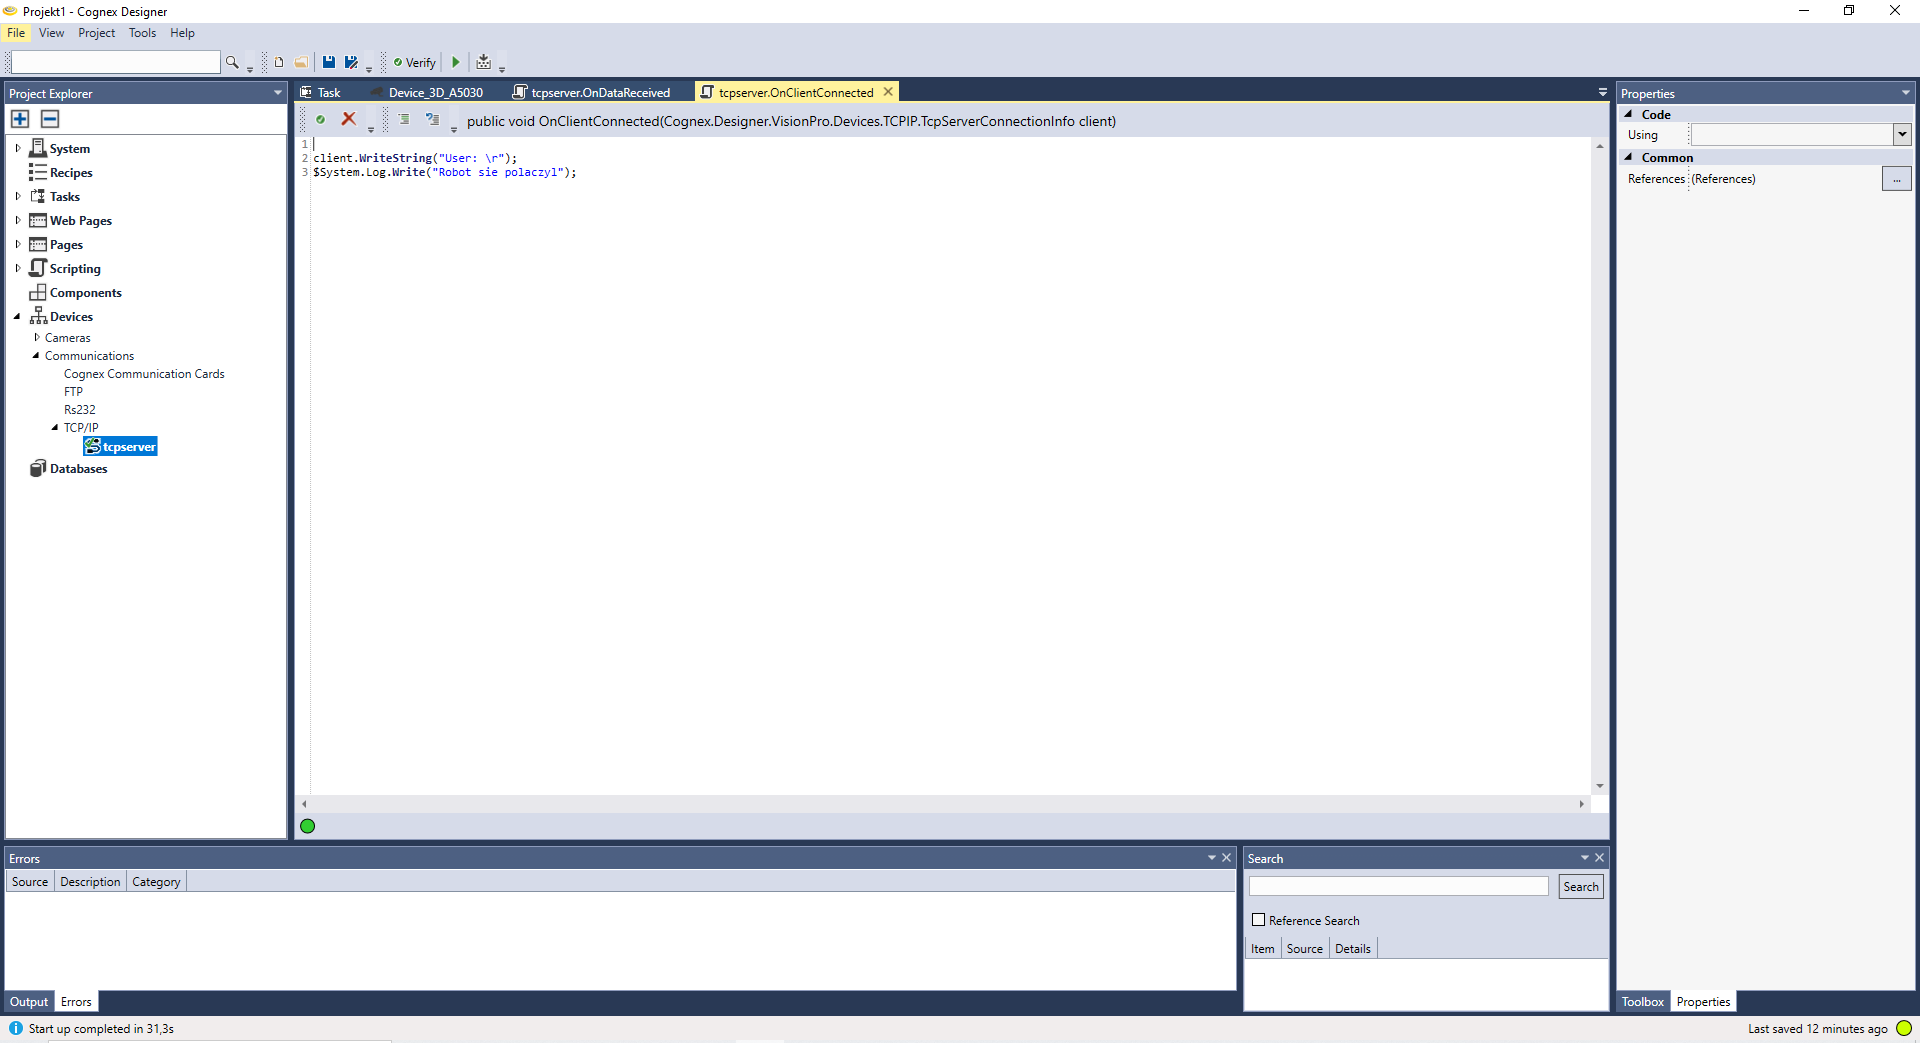 Projekt1 - Cognex Designer
File View Project Tools Help
Verify
Project Explorer
System
Recipes
Tasks
Web Pages
Pages
Scripting
Components
Devices
Cameras
Communications
Cognex Communication Cards
FTP
Rs232
TCP/IP
tcpserver
Databases
Task Device_3D_A5030 tcpserver.OnDataReceived tcpserver.OnClientConnected
public void OnClientConnected(Cognex.Designer.VisionPro.Devices.TCPIP.TcpServerConnectionInfo client)
1
2 client.WriteString("User: \r");
3 $System.Log.Write("Robot sie polaczyl");
Properties
Code
Using
Common
References (References)
...
Errors
Source Description Category
Output Errors
Search
Search
Reference Search
Item Source Details
Toolbox Properties
Start up completed in 31,3s
Last saved 12 minutes ago